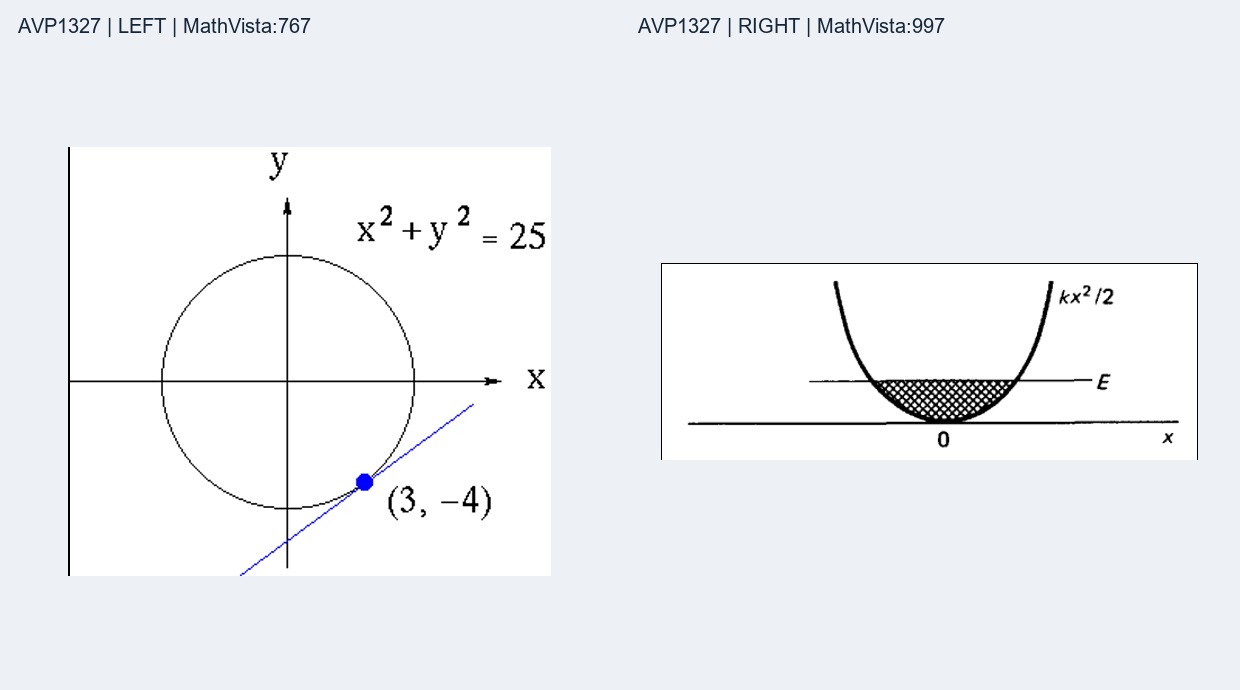 AVP1327 | LEFT | MathVista:767
AVP1327 | RIGHT | MathVista:997
y
x² + y² = 25
x
(3, −4)
kx²/2
E
0
x